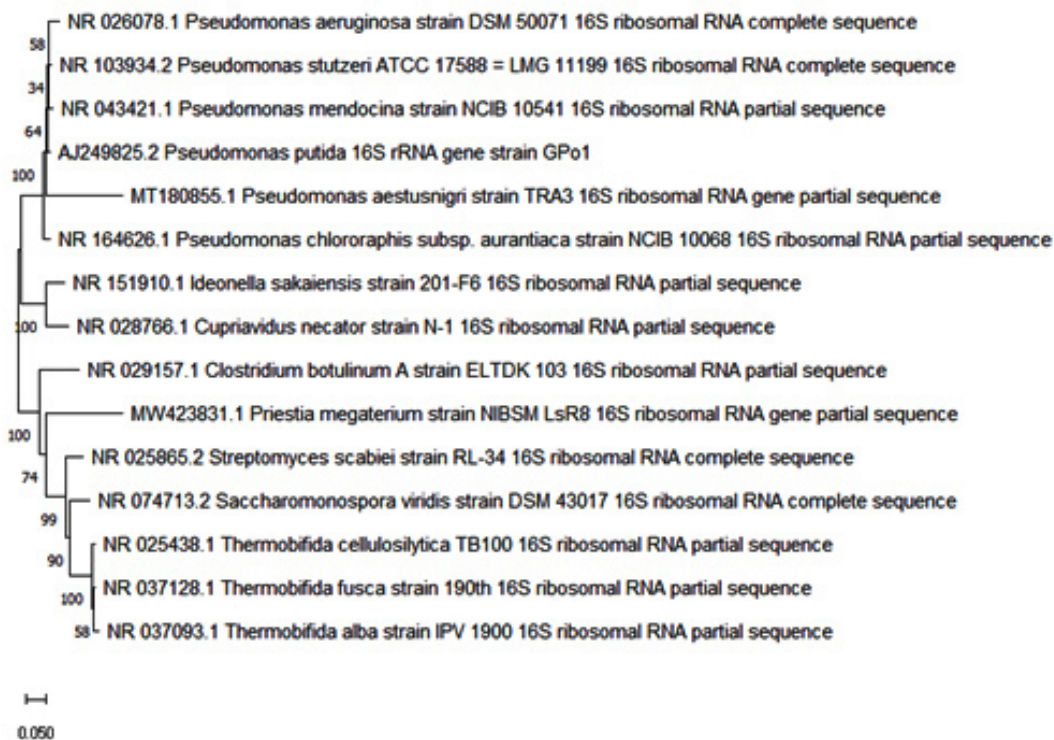 NR 026078.1 Pseudomonas aeruginosa strain DSM 50071 16S ribosomal RNA complete sequence
58
NR 103934.2 Pseudomonas stutzeri ATCC 17588 = LMG 11199 16S ribosomal RNA complete sequence
34
NR 043421.1 Pseudomonas mendocina strain NCIB 10541 16S ribosomal RNA partial sequence
64
AJ249825.2 Pseudomonas putida 16S rRNA gene strain GPo1
100
MT180855.1 Pseudomonas aestusnigri strain TRA3 16S ribosomal RNA gene partial sequence
NR 164626.1 Pseudomonas chlororaphis subsp. aurantiaca strain NCIB 10068 16S ribosomal RNA partial sequence
NR 151910.1 Ideonella sakaiensis strain 201-F6 16S ribosomal RNA partial sequence
100
NR 028766.1 Cupriavidus necator strain N-1 16S ribosomal RNA partial sequence
NR 029157.1 Clostridium botulinum A strain ELTDK 103 16S ribosomal RNA partial sequence
MW423831.1 Priestia megaterium strain NIBSM LsR8 16S ribosomal RNA gene partial sequence
100
NR 025865.2 Streptomyces scabiei strain RL-34 16S ribosomal RNA complete sequence
74
NR 074713.2 Saccharomonospora viridis strain DSM 43017 16S ribosomal RNA complete sequence
99
NR 025438.1 Thermobifida cellulosilytica TB100 16S ribosomal RNA partial sequence
90
NR 037128.1 Thermobifida fusca strain 190th 16S ribosomal RNA partial sequence
100
58
NR 037093.1 Thermobifida alba strain IPV 1900 16S ribosomal RNA partial sequence
0.050